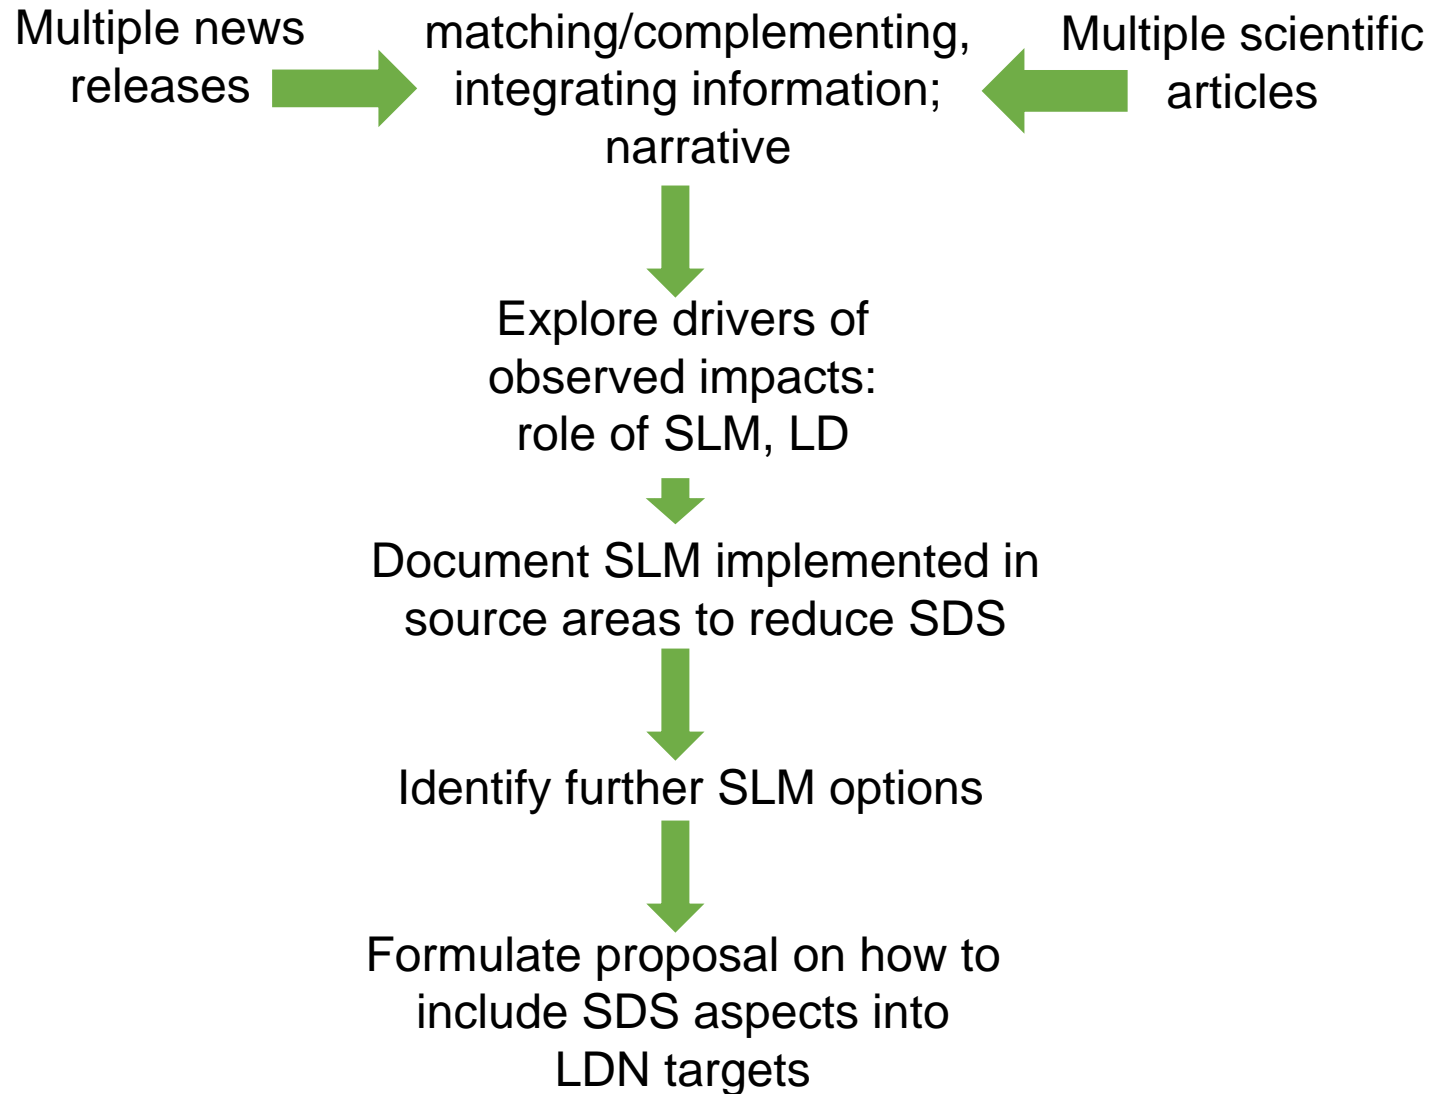 Multiple news
releases
matching/complementing,
integrating information;
narrative
Multiple scientific
articles
Explore drivers of
observed impacts:
role of SLM, LD
Document SLM implemented in
source areas to reduce SDS
Identify further SLM options
Formulate proposal on how to
include SDS aspects into
LDN targets